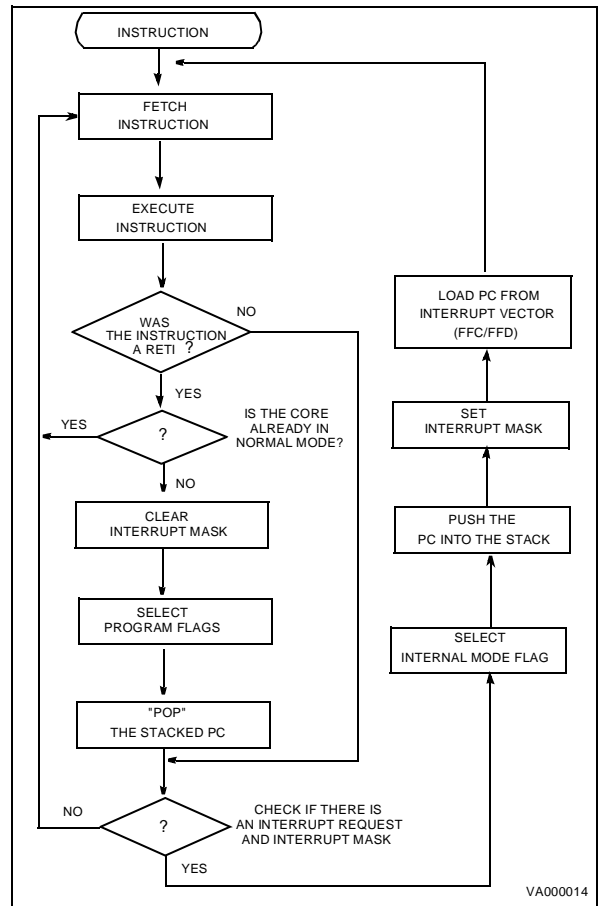 INSTRUCTION
FETCH
INSTRUCTION
EXECUTE
INSTRUCTION
WAS
THE INSTRUCTION
A RETI ?
NO
YES
YES
?
IS THE CORE
ALREADY IN
NORMAL MODE?
NO
CLEAR
INTERRUPT MASK
SELECT
PROGRAM FLAGS
"POP"
THE STACKED PC
NO
?
CHECK IF THERE IS
AN INTERRUPT REQUEST
AND INTERRUPT MASK
YES
LOAD PC FROM
INTERRUPT VECTOR
(FFC/FFD)
SET
INTERRUPT MASK
PUSH THE
PC INTO THE STACK
SELECT
INTERNAL MODE FLAG
VA000014